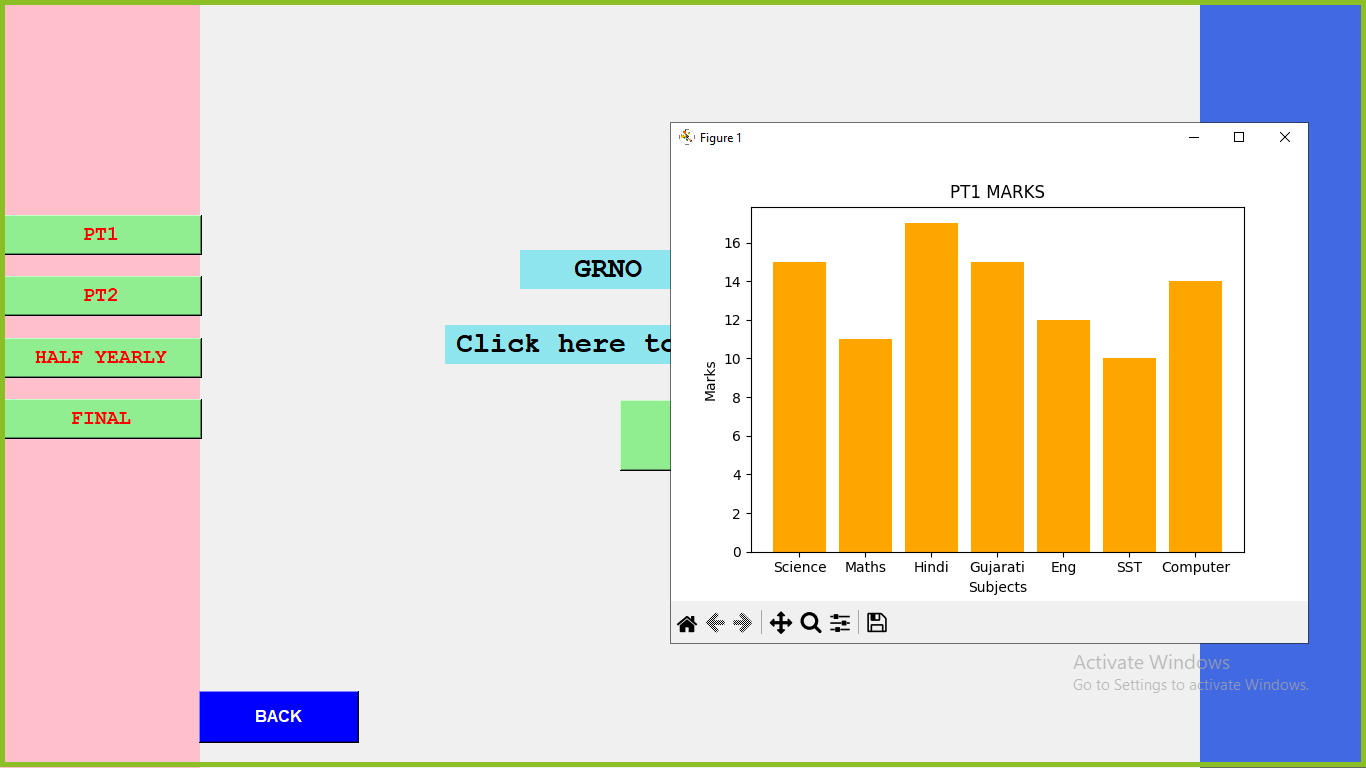 PT1
PT2
HALF YEARLY
FINAL
GRNO
Click here to
BACK
Figure 1
PT1 MARKS
16
14
12
10
8
6
4
2
0
Marks
Science Maths Hindi Gujarati Eng SST Computer
Subjects
Activate Windows
Go to Settings to activate Windows.